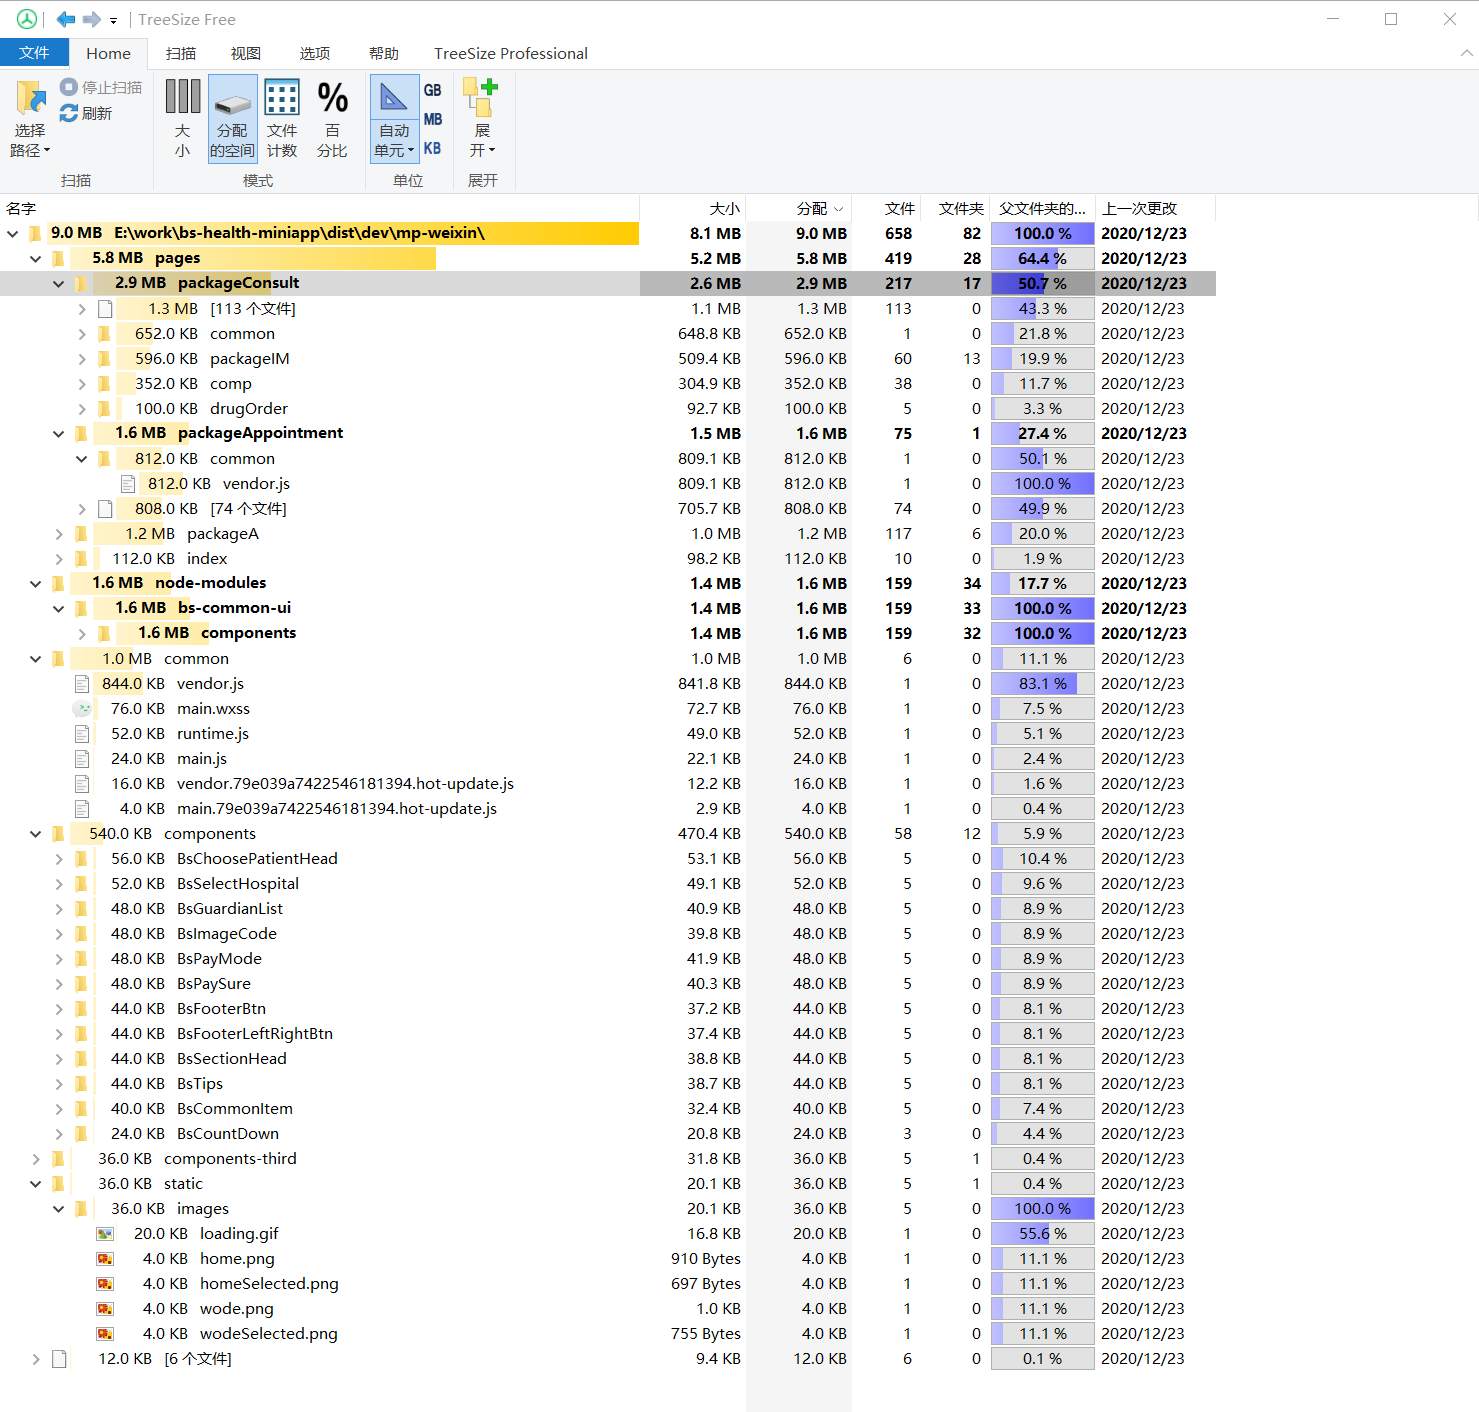 TreeSize Free
文件 Home 扫描 视图 选项 帮助 TreeSize Professional
选择路径 停止扫描 刷新 大小 分配的空间 文件计数 % 百分比 自动单元 GB MB KB 展开
扫描 模式 单位 展开
名字 大小 分配 文件 文件夹 父文件夹的... 上一次更改
9.0 MB E:\work\bs-health-miniapp\dist\dev\mp-weixin\ 8.1 MB 9.0 MB 658 82 100.0 % 2020/12/23
5.8 MB pages 5.2 MB 5.8 MB 419 28 64.4 % 2020/12/23
2.9 MB packageConsult 2.6 MB 2.9 MB 217 17 50.7 % 2020/12/23
1.3 MB [113 个文件] 1.1 MB 1.3 MB 113 0 43.3 % 2020/12/23
652.0 KB common 648.8 KB 652.0 KB 1 0 21.8 % 2020/12/23
596.0 KB packageIM 509.4 KB 596.0 KB 60 13 19.9 % 2020/12/23
352.0 KB comp 304.9 KB 352.0 KB 38 0 11.7 % 2020/12/23
100.0 KB drugOrder 92.7 KB 100.0 KB 5 0 3.3 % 2020/12/23
1.6 MB packageAppointment 1.5 MB 1.6 MB 75 1 27.4 % 2020/12/23
812.0 KB common 809.1 KB 812.0 KB 1 0 50.1 % 2020/12/23
812.0 KB vendor.js 809.1 KB 812.0 KB 1 0 100.0 % 2020/12/23
808.0 KB [74 个文件] 705.7 KB 808.0 KB 74 0 49.9 % 2020/12/23
1.2 MB packageA 1.0 MB 1.2 MB 117 6 20.0 % 2020/12/23
112.0 KB index 98.2 KB 112.0 KB 10 0 1.9 % 2020/12/23
1.6 MB node-modules 1.4 MB 1.6 MB 159 34 17.7 % 2020/12/23
1.6 MB bs-common-ui 1.4 MB 1.6 MB 159 33 100.0 % 2020/12/23
1.6 MB components 1.4 MB 1.6 MB 159 32 100.0 % 2020/12/23
1.0 MB common 1.0 MB 1.0 MB 6 0 11.1 % 2020/12/23
844.0 KB vendor.js 841.8 KB 844.0 KB 1 0 83.1 % 2020/12/23
76.0 KB main.wxss 72.7 KB 76.0 KB 1 0 7.5 % 2020/12/23
52.0 KB runtime.js 49.0 KB 52.0 KB 1 0 5.1 % 2020/12/23
24.0 KB main.js 22.1 KB 24.0 KB 1 0 2.4 % 2020/12/23
16.0 KB vendor.79e039a7422546181394.hot-update.js 12.2 KB 16.0 KB 1 0 1.6 % 2020/12/23
4.0 KB main.79e039a7422546181394.hot-update.js 2.9 KB 4.0 KB 1 0 0.4 % 2020/12/23
540.0 KB components 470.4 KB 540.0 KB 58 12 5.9 % 2020/12/23
56.0 KB BsChoosePatientHead 53.1 KB 56.0 KB 5 0 10.4 % 2020/12/23
52.0 KB BsSelectHospital 49.1 KB 52.0 KB 5 0 9.6 % 2020/12/23
48.0 KB BsGuardianList 40.9 KB 48.0 KB 5 0 8.9 % 2020/12/23
48.0 KB BsImageCode 39.8 KB 48.0 KB 5 0 8.9 % 2020/12/23
48.0 KB BsPayMode 41.9 KB 48.0 KB 5 0 8.9 % 2020/12/23
48.0 KB BsPaySure 40.3 KB 48.0 KB 5 0 8.9 % 2020/12/23
44.0 KB BsFooterBtn 37.2 KB 44.0 KB 5 0 8.1 % 2020/12/23
44.0 KB BsFooterLeftRightBtn 37.4 KB 44.0 KB 5 0 8.1 % 2020/12/23
44.0 KB BsSectionHead 38.8 KB 44.0 KB 5 0 8.1 % 2020/12/23
44.0 KB BsTips 38.7 KB 44.0 KB 5 0 8.1 % 2020/12/23
40.0 KB BsCommonItem 32.4 KB 40.0 KB 5 0 7.4 % 2020/12/23
24.0 KB BsCountDown 20.8 KB 24.0 KB 3 0 4.4 % 2020/12/23
36.0 KB components-third 31.8 KB 36.0 KB 5 1 0.4 % 2020/12/23
36.0 KB static 20.1 KB 36.0 KB 5 1 0.4 % 2020/12/23
36.0 KB images 20.1 KB 36.0 KB 5 0 100.0 % 2020/12/23
20.0 KB loading.gif 16.8 KB 20.0 KB 1 0 55.6 % 2020/12/23
4.0 KB home.png 910 Bytes 4.0 KB 1 0 11.1 % 2020/12/23
4.0 KB homeSelected.png 697 Bytes 4.0 KB 1 0 11.1 % 2020/12/23
4.0 KB wode.png 1.0 KB 4.0 KB 1 0 11.1 % 2020/12/23
4.0 KB wodeSelected.png 755 Bytes 4.0 KB 1 0 11.1 % 2020/12/23
12.0 KB [6 个文件] 9.4 KB 12.0 KB 6 0 0.1 % 2020/12/23